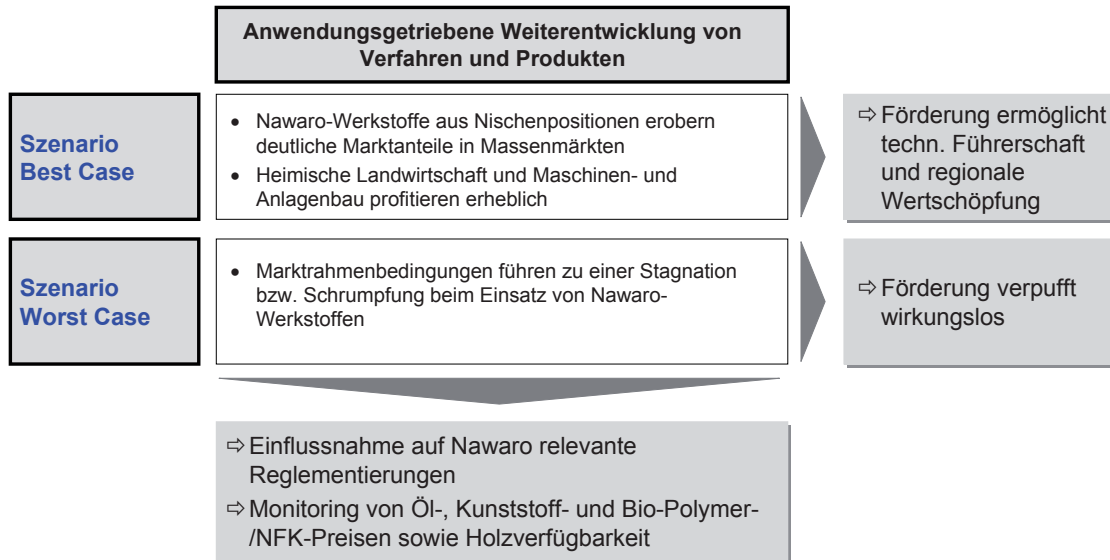 Anwendungsgetriebene Weiterentwicklung von
Verfahren und Produkten
Szenario
Best Case
• Nawaro-Werkstoffe aus Nischenpositionen erobern
deutliche Marktanteile in Massenmärkten
• Heimische Landwirtschaft und Maschinen- und
Anlagenbau profitieren erheblich
⇨ Förderung ermöglicht
techn. Führerschaft
und regionale
Wertschöpfung
Szenario
Worst Case
• Marktrahmenbedingungen führen zu einer Stagnation
bzw. Schrumpfung beim Einsatz von Nawaro-
Werkstoffen
⇨ Förderung verpufft
wirkungslos
⇨ Einflussnahme auf Nawaro relevante
Reglementierungen
⇨ Monitoring von Öl-, Kunststoff- und Bio-Polymer-
/NFK-Preisen sowie Holzverfügbarkeit